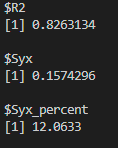 $R2
[1] 0.8263134
$Syx
[1] 0.1574296
$Syx_percent
[1] 12.0633